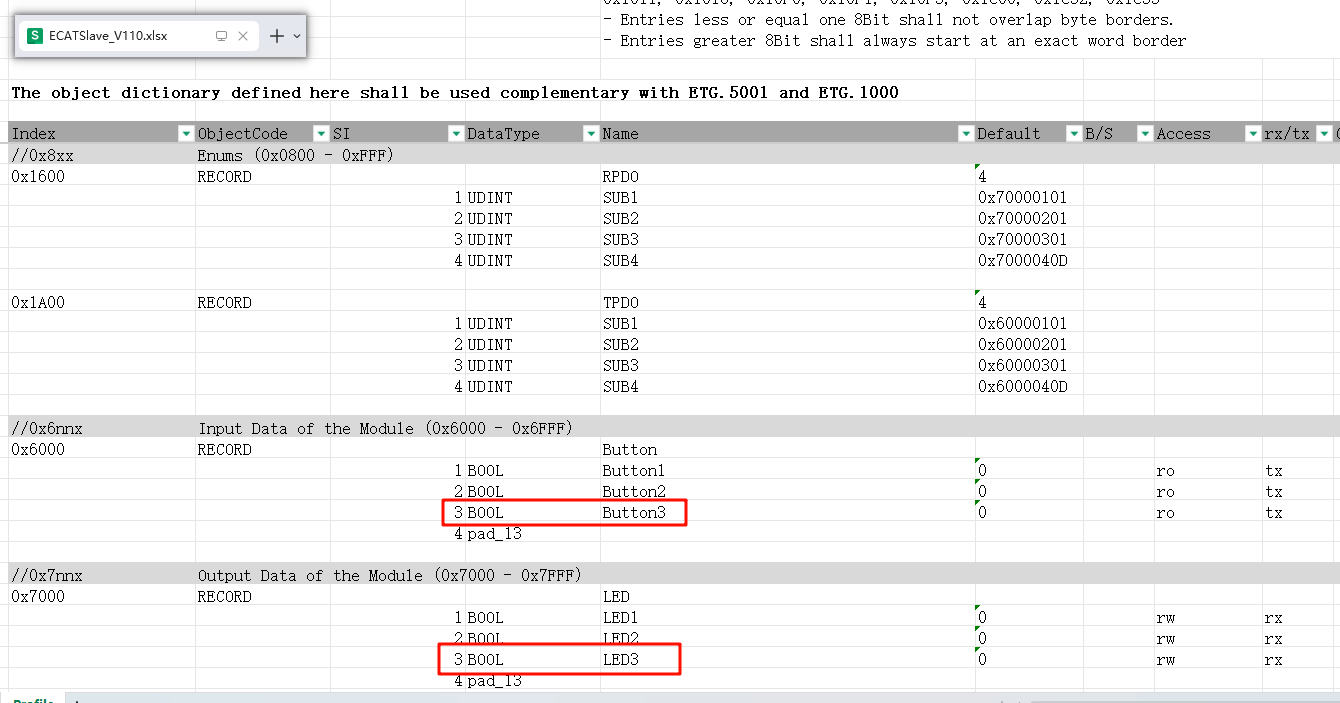 ECATSlave_V110.xlsx
- Entries less or equal one 8Bit shall not overlap byte borders.
- Entries greater 8Bit shall always start at an exact word border
The object dictionary defined here shall be used complementary with ETG.5001 and ETG.1000
Index ObjectCode SI DataType Name Default B/S Access rx/tx
//0x8xx Enums (0x0800 - 0xFFF)
0x1600 RECORD RPDO 4
1 UDINT SUB1 0x70000101
2 UDINT SUB2 0x70000201
3 UDINT SUB3 0x70000301
4 UDINT SUB4 0x7000040D
0x1A00 RECORD TPDO 4
1 UDINT SUB1 0x60000101
2 UDINT SUB2 0x60000201
3 UDINT SUB3 0x60000301
4 UDINT SUB4 0x6000040D
//0x6nnx Input Data of the Module (0x6000 - 0x6FFF)
0x6000 RECORD Button
1 BOOL Button1 0 ro tx
2 BOOL Button2 0 ro tx
3 BOOL Button3 0 ro tx
4 pad_13
//0x7nnx Output Data of the Module (0x7000 - 0x7FFF)
0x7000 RECORD LED
1 BOOL LED1 0 rw rx
2 BOOL LED2 0 rw rx
3 BOOL LED3 0 rw rx
4 pad_13
Profile